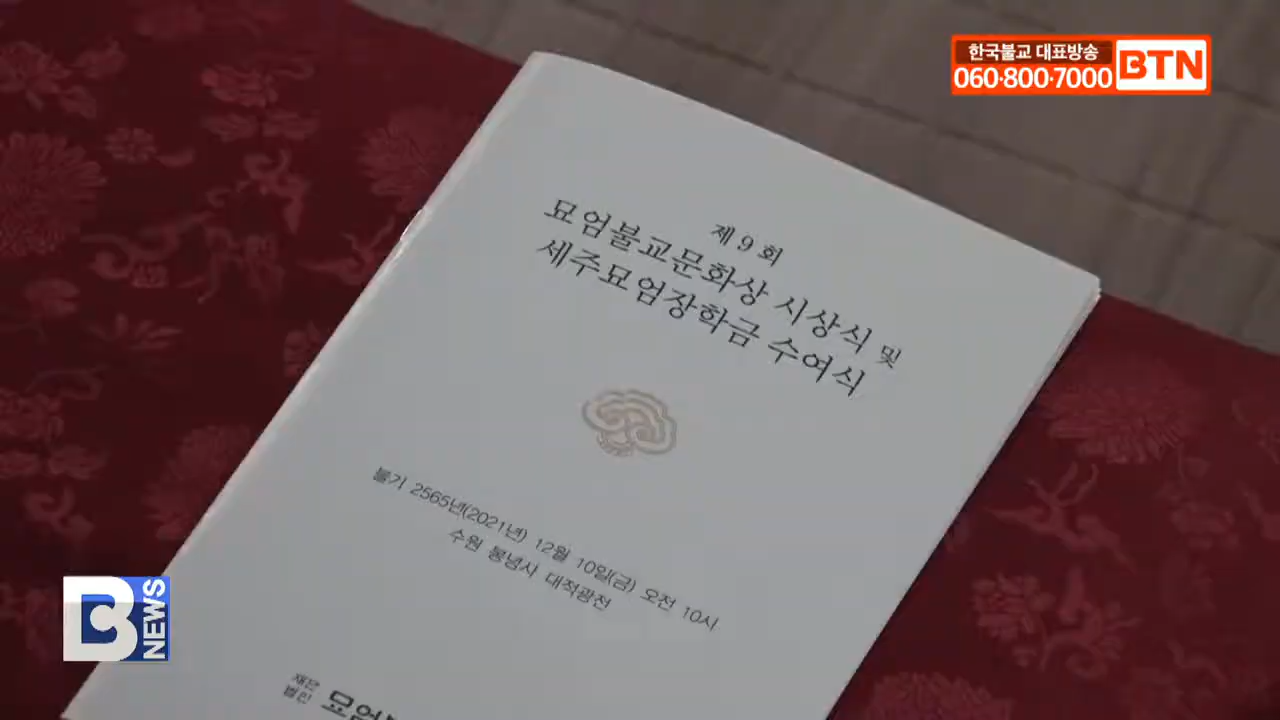 한국불교 대표방송
060·800·7000
BTN
제9회
묘엄불교문화상 시상식 및
세주묘엄장학금 수여식
불기 2565년(2021년) 12월 10일(금) 오전 10시
수원 봉녕사 대적광전
재단
법인
묘엄
B NEWS